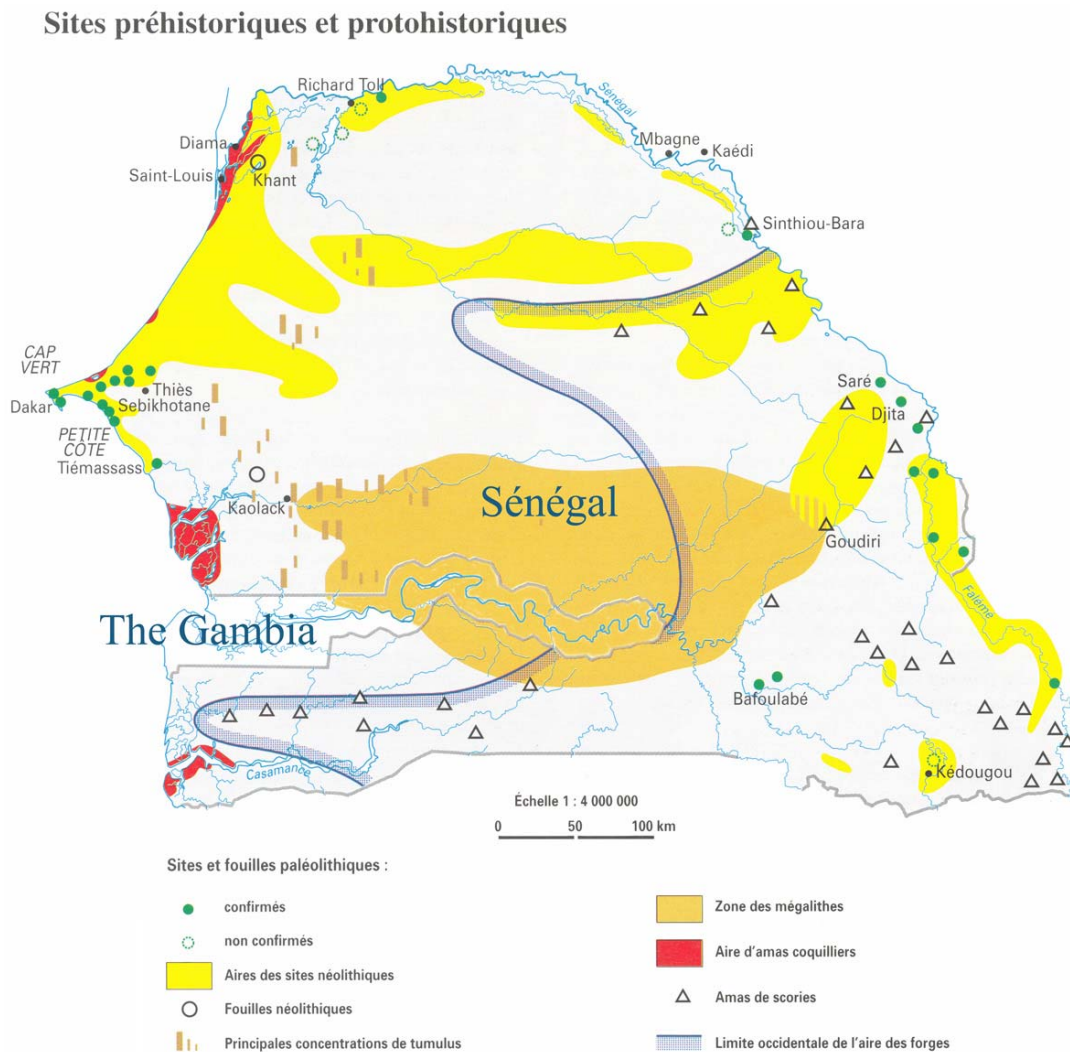 Sites préhistoriques et protohistoriques
Richard Toll
Sénégal
Diama
Mbagne
Kaédi
Saint-Louis
Khant
Sinthiou-Bara
CAP
VERT
Thiès
Saré
Dakar
Sebikhotane
Djita
PETITE
CÔTE
Tiémassass
Kaolack
Sénégal
Goudiri
The Gambia
Falémé
Bafoulabé
Casamance
Kédougou
Échelle 1 : 4 000 000
0 50 100 km
Sites et fouilles paléolithiques :
confirmés
non confirmés
Aires des sites néolithiques
Fouilles néolithiques
Principales concentrations de tumulus
Zone des mégalithes
Aire d'amas coquilliers
Amas de scories
Limite occidentale de l'aire des forges